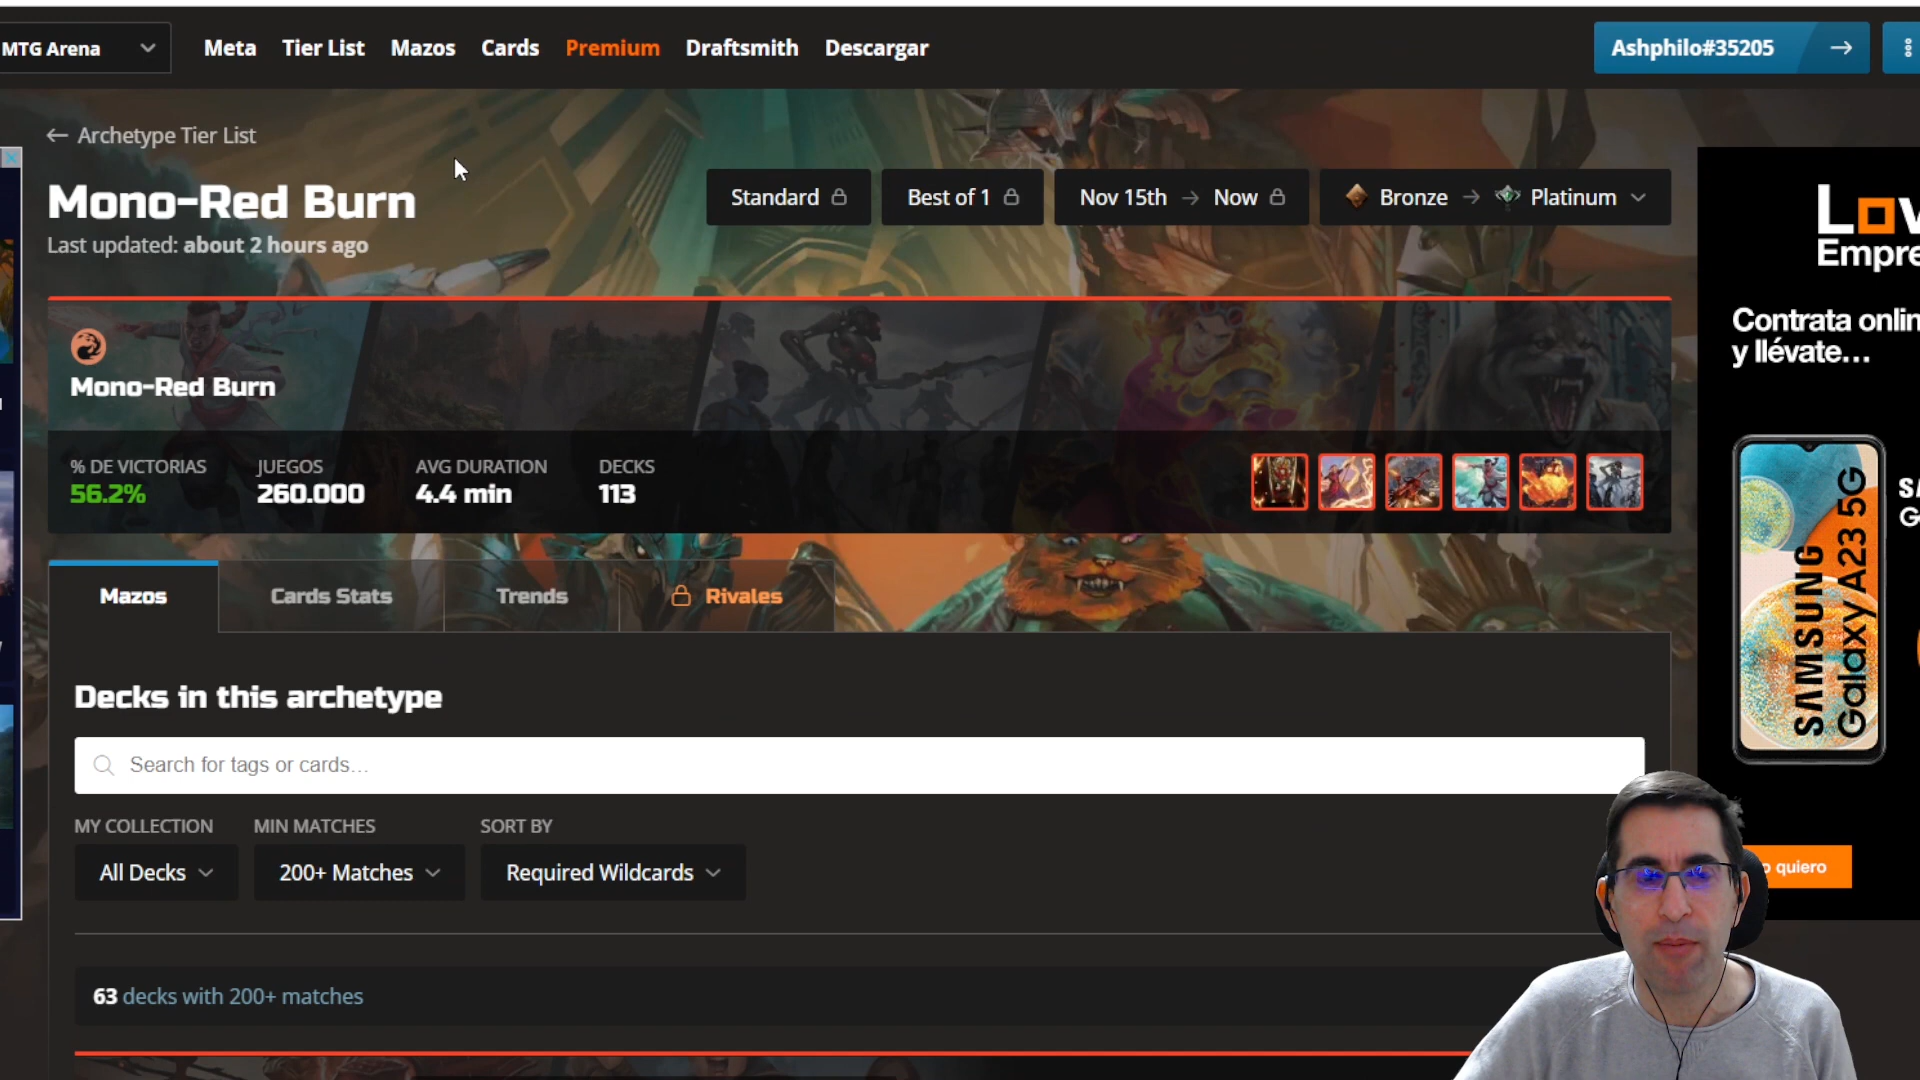 MTG Arena
Meta
Tier List
Mazos
Cards
Premium
Draftsmith
Descargar
Ashphilo#35205
← Archetype Tier List
Mono-Red Burn
Last updated: about 2 hours ago
Standard
Best of 1
Nov 15th → Now
Bronze → Platinum
Mono-Red Burn
% DE VICTORIAS
56.2%
JUEGOS
260.000
AVG DURATION
4.4 min
DECKS
113
Mazos
Cards Stats
Trends
Rivales
Decks in this archetype
Search for tags or cards...
MY COLLECTION
All Decks
MIN MATCHES
200+ Matches
SORT BY
Required Wildcards
63 decks with 200+ matches
Contrata onlin
y llévate...
SAMSUNG
Galaxy A23 5G
quiero